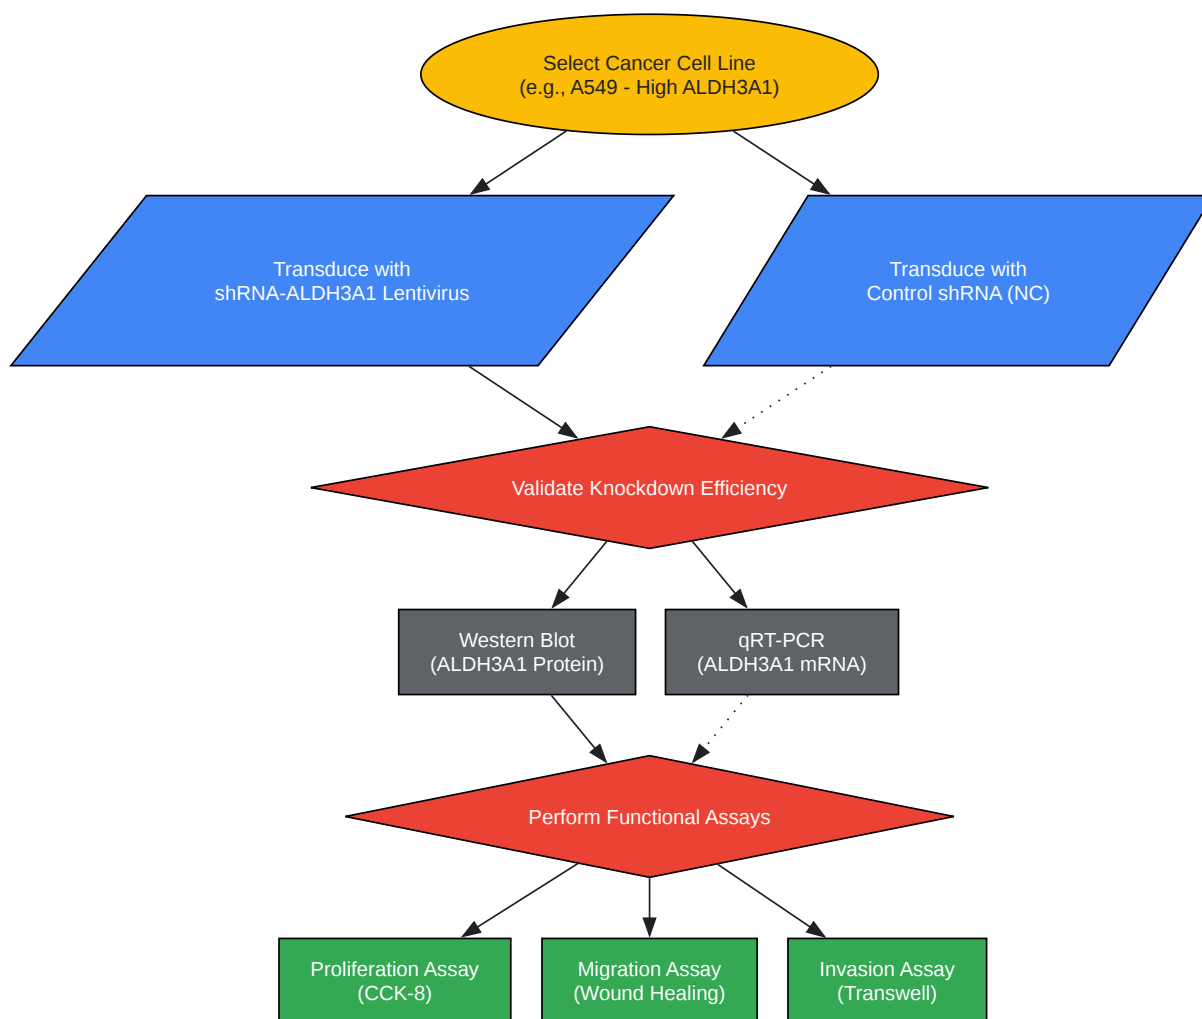 Select Cancer Cell Line
(e.g., A549 - High ALDH3A1)
Transduce with
shRNA-ALDH3A1 Lentivirus
Transduce with
Control shRNA (NC)
Validate Knockdown Efficiency
Western Blot
(ALDH3A1 Protein)
qRT-PCR
(ALDH3A1 mRNA)
Perform Functional Assays
Proliferation Assay
(CCK-8)
Migration Assay
(Wound Healing)
Invasion Assay
(Transwell)